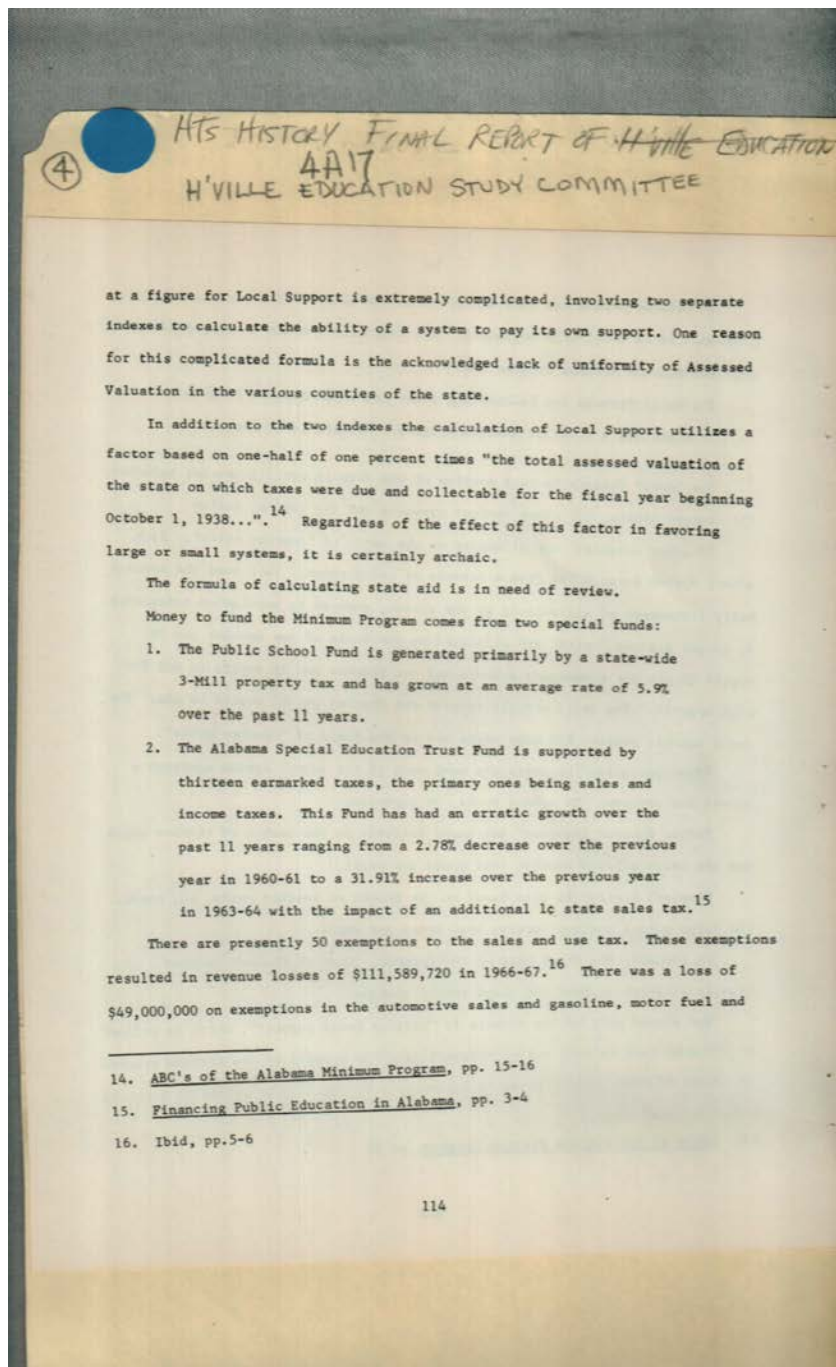 HTS HISTORY FINAL REPORT OF H'ville EDUCATION
4
4A17
H'VILLE EDUCATION STUDY COMMITTEE
at a figure for Local Support is extremely complicated, involving two separate
indexes to calculate the ability of a system to pay its own support. One reason
for this complicated formula is the acknowledged lack of uniformity of Assessed
Valuation in the various counties of the state.
In addition to the two indexes the calculation of Local Support utilizes a
factor based on one-half of one percent times "the total assessed valuation of
the state on which taxes were due and collectable for the fiscal year beginning
October 1, 1938...".14 Regardless of the effect of this factor in favoring
large or small systems, it is certainly archaic.
The formula of calculating state aid is in need of review.
Money to fund the Minimum Program comes from two special funds:
1. The Public School Fund is generated primarily by a state-wide
3-Mill property tax and has grown at an average rate of 5.9%
over the past 11 years.
2. The Alabama Special Education Trust Fund is supported by
thirteen earmarked taxes, the primary ones being sales and
income taxes. This Fund has had an erratic growth over the
past 11 years ranging from a 2.78% decrease over the previous
year in 1960-61 to a 31.91% increase over the previous year
in 1963-64 with the impact of an additional 1c state sales tax.15
There are presently 50 exemptions to the sales and use tax. These exemptions
resulted in revenue losses of $111,589,720 in 1966-67.16 There was a loss of
$49,000,000 on exemptions in the automotive sales and gasoline, motor fuel and
14. ABC's of the Alabama Minimum Program, pp. 15-16
15. Financing Public Education in Alabama, pp. 3-4
16. Ibid, pp.5-6
114